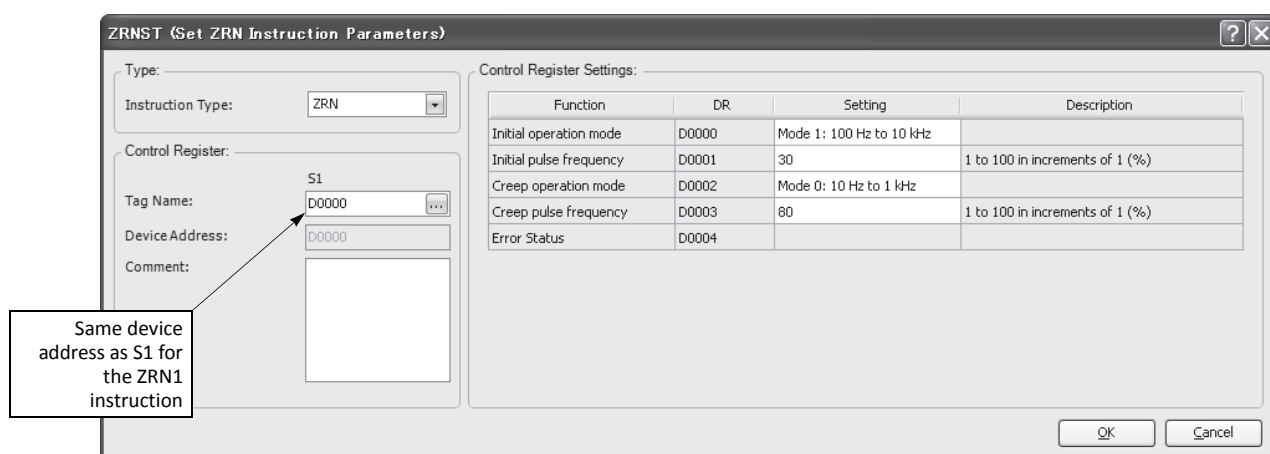 ZRNST (Set ZRN Instruction Parameters)
Type:
Instruction Type: ZRN
Control Register:
S1
Tag Name: D0000 ...
Device Address: D0000
Comment:
Same device
address as S1 for
the ZRN1
instruction
Control Register Settings:
Function DR Setting Description
Initial operation mode D0000 Mode 1: 100 Hz to 10 kHz
Initial pulse frequency D0001 30 1 to 100 in increments of 1 (%)
Creep operation mode D0002 Mode 0: 10 Hz to 1 kHz
Creep pulse frequency D0003 80 1 to 100 in increments of 1 (%)
Error Status D0004
OK Cancel